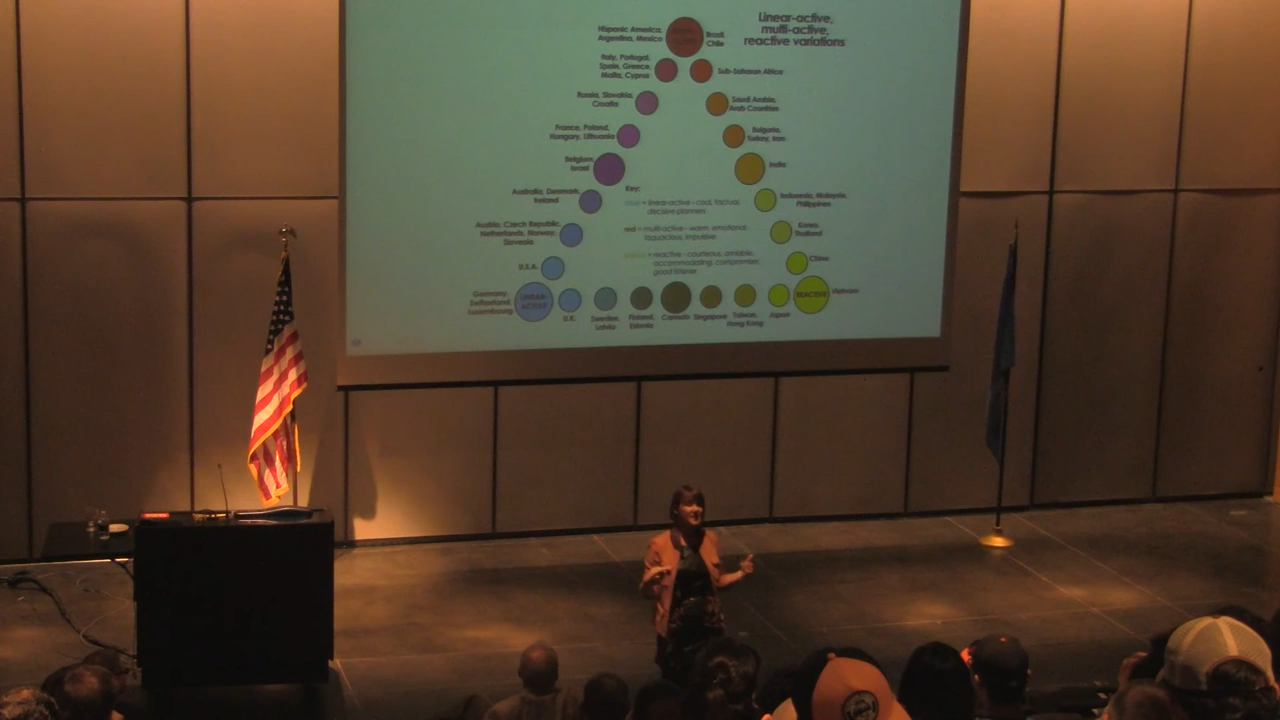 Linear-active,
multi-active,
reactive variations
Hispanic America,
Argentina, Mexico
Brazil,
Chile
Italy, Portugal,
Spain, Greece,
Malta, Cyprus
Sub-Saharan Africa
Russia, Slovakia,
Croatia
Saudi Arabia,
Arab Countries
France, Poland,
Hungary, Lithuania
Bulgaria,
Turkey, Iran
Belgium,
Israel
India
Australia, Denmark,
Ireland
Indonesia, Malaysia,
Philippines
Austria, Czech Republic,
Netherlands, Norway,
Slovenia
Korea,
Thailand
U.S.A.
China
Key:
blue = linear-active - cool, factual,
decisive planners
red = multi-active - warm, emotional,
loquacious, impulsive
= reactive - courteous, amiable,
accommodating, compromiser,
good listener
Germany,
Switzerland,
Luxembourg
LINEAR-
ACTIVE
U.K.
Sweden,
Latvia
Finland,
Estonia
Canada
Singapore
Taiwan,
Hong Kong
Japan
REACTIVE
Vietnam